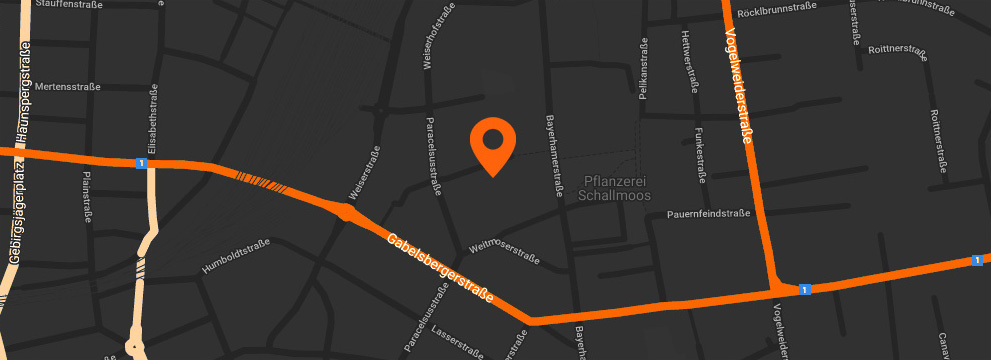 Stauffenstraße
Haunspergstraße
Mertensstraße
Elisabethstraße
Weiserhofstraße
Pelikanstraße
Hettwerstraße
Vogelweiderstraße
Röcklbrunnstraße
Roittnerstraße
Roittnerstraße
1
Gebirgsjägerplatz
Plainstraße
Weiserstraße
Paracelsusstraße
Bayerhamerstraße
Funkestraße
Pflanzerei
Schallmoos
Pauernfeindstraße
Humboldtstraße
Gabelsbergerstraße
Weitmoserstraße
1
1
Paracelsusstraße
Lasserstraße